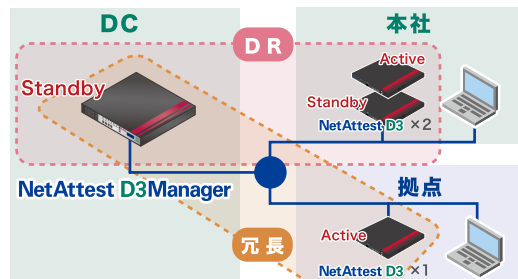 DC
本社
DR
Active
Standby
Standby
NetAttest D3 ×2
NetAttest D3Manager
拠点
冗長
Active
NetAttest D3 ×1